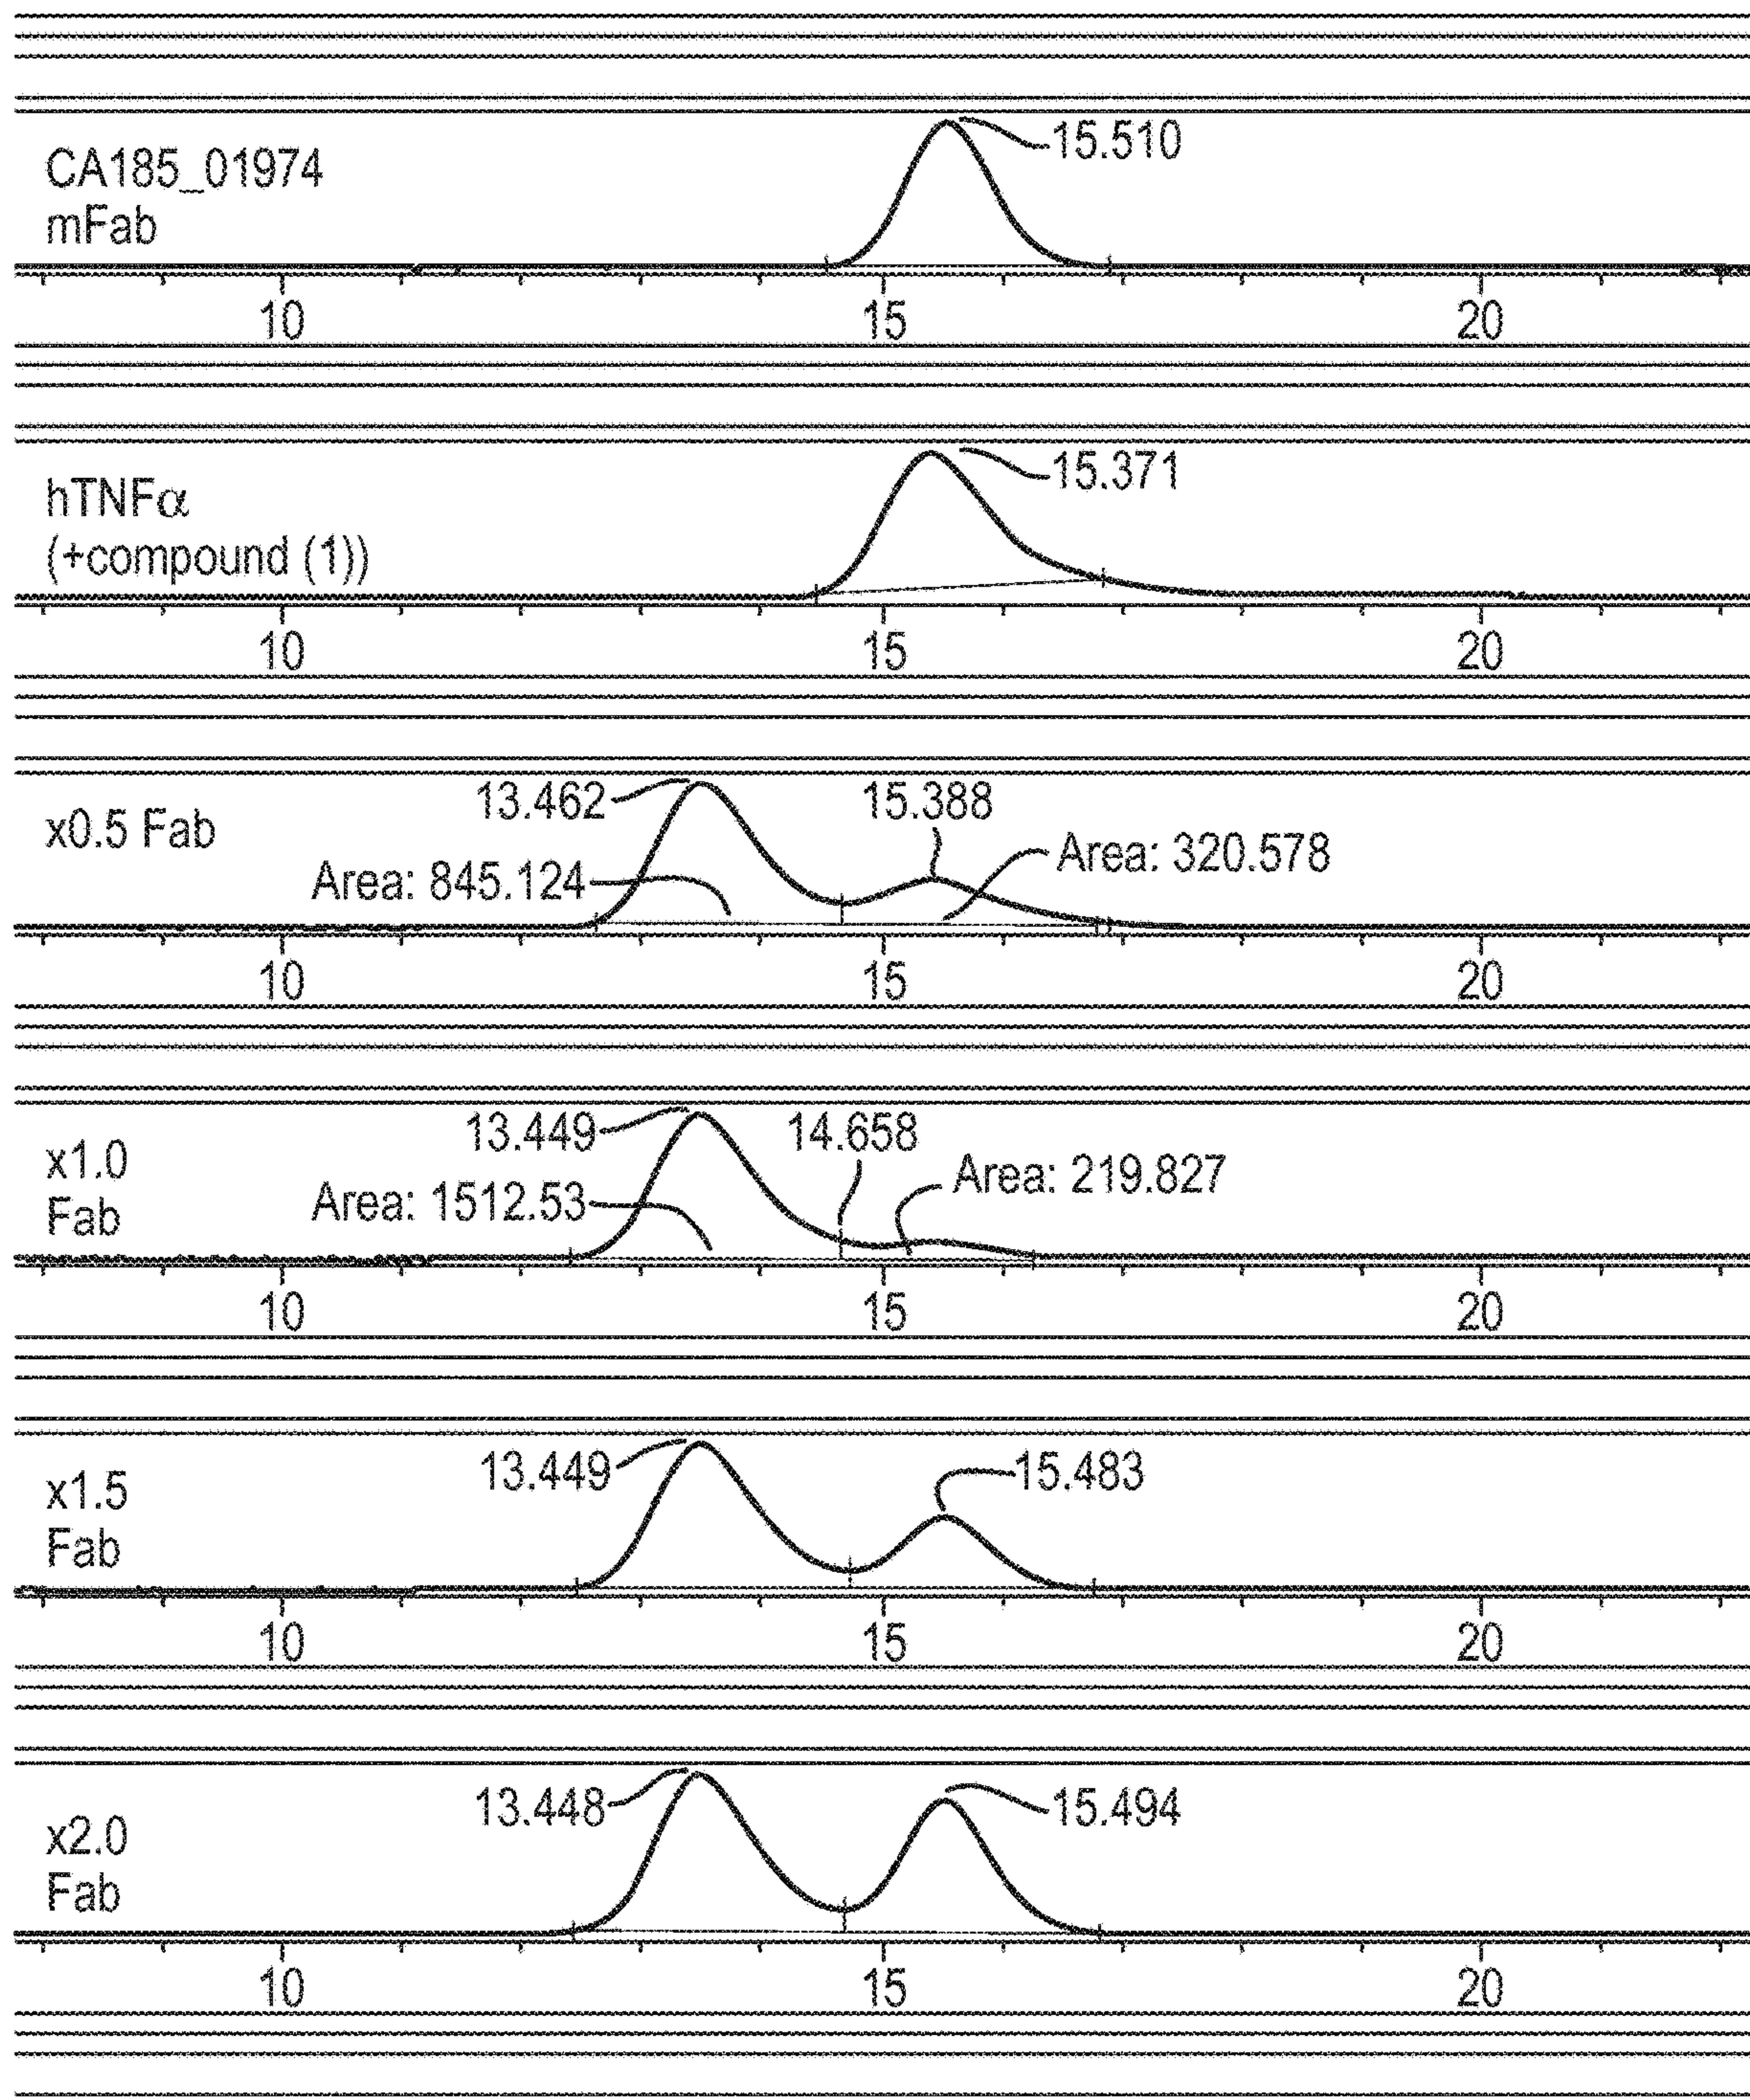 15.510
CA185_01974
mFab
10 15 20
15.371
hTNFα
(+compound (1))
10 15 20
13.462 15.388
x0.5 Fab
Area: 845.124 Area: 320.578
10 15 20
13.449 14.658
x1.0
Fab
Area: 1512.53 Area: 219.827
10 15 20
13.449 15.483
x1.5
Fab
10 15 20
13.448 15.494
x2.0
Fab
10 15 20